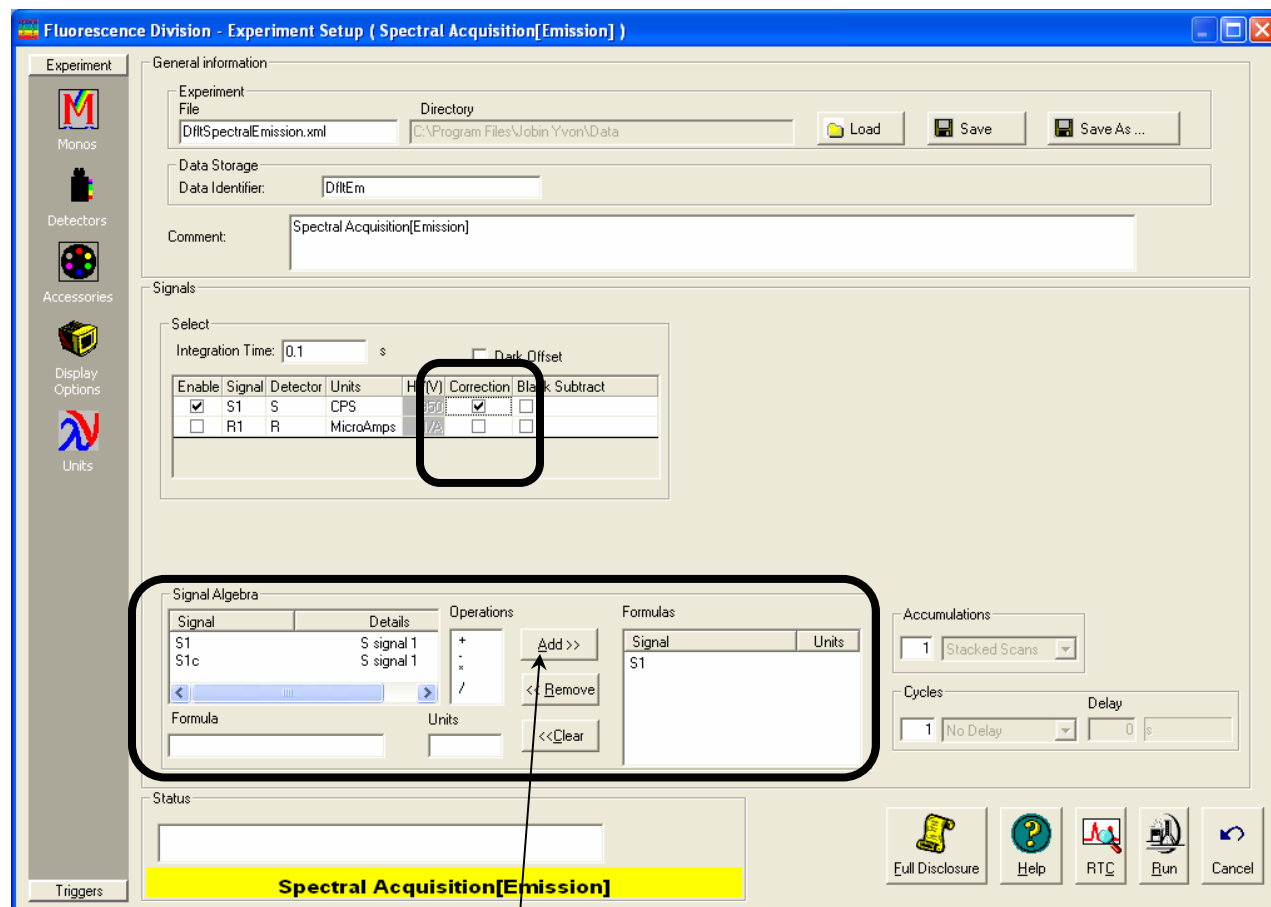 Fluorescence Division - Experiment Setup ( Spectral Acquisition[Emission] )
Experiment
Monos
Detectors
Accessories
Display
Options
Units
Triggers
General information
Experiment
File
Directory
DfltSpectralEmission.xml
C:\Program Files\Jobin Yvon\Data
Load
Save
Save As ...
Data Storage
Data Identifier:
DfltEm
Comment:
Spectral Acquisition[Emission]
Signals
Select
Integration Time:
0.1
s
Dark Offset
Enable Signal Detector Units Correction Subtract
S1 S CPS
R1 R MicroAmps
Signal Algebra
Signal Details
S1 S signal 1
S1c S signal 1
Formula
Units
Operations
+
-
*
/
Add >>
<< Remove
<<Clear
Formulas
Signal Units
S1
Accumulations
1 Stacked Scans
Cycles
Delay
1 No Delay 0 s
Status
Spectral Acquisition[Emission]
Full Disclosure
Help
RTC
Run
Cancel